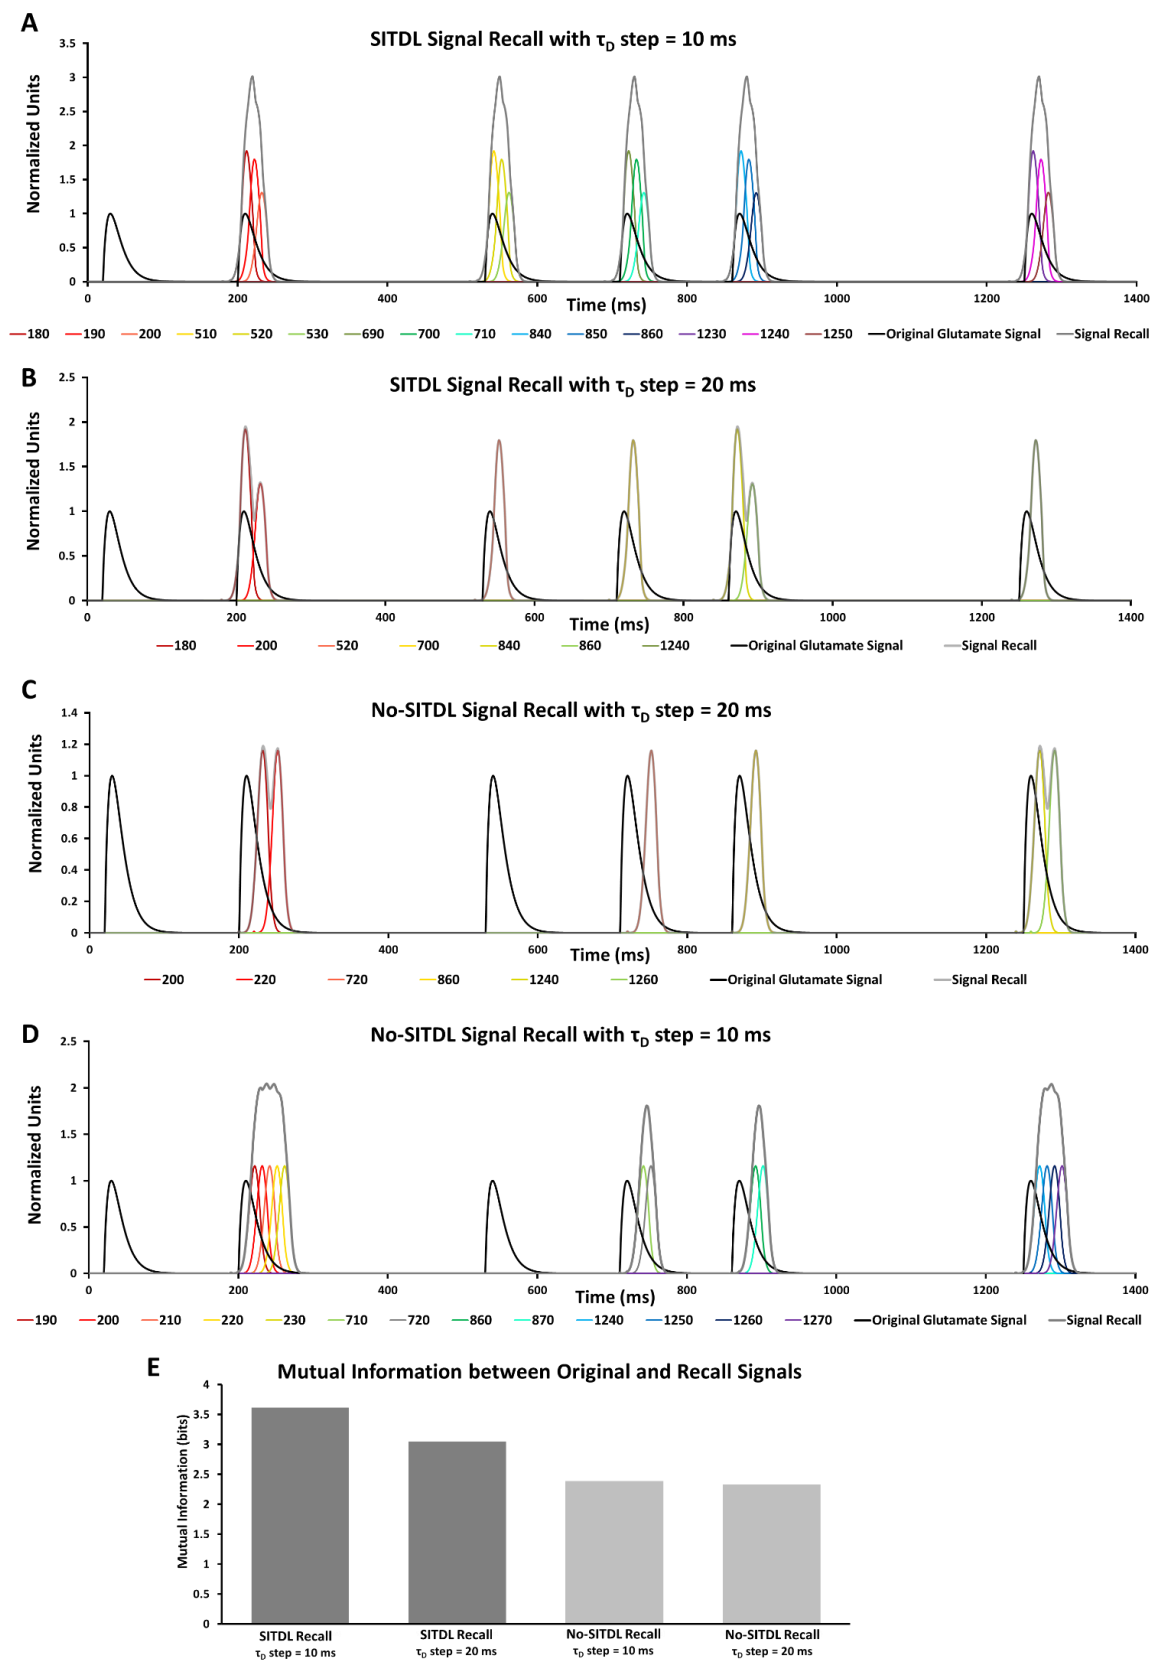 A
SITDL Signal Recall with τD step = 10 ms
Normalized Units
3.5
3
2.5
2
1.5
1
0.5
0
0 200 400 600 800 1000 1200 1400
Time (ms)
180 190 200 510 520 530 690 700 710 840 850 860 1230 1240 1250 Original Glutamate Signal Signal Recall
B
SITDL Signal Recall with τD step = 20 ms
Normalized Units
2.5
2
1.5
1
0.5
0
0 200 400 600 800 1000 1200 1400
Time (ms)
180 200 520 700 840 860 1240 Original Glutamate Signal Signal Recall
C
No-SITDL Signal Recall with τD step = 20 ms
Normalized Units
1.4
1.2
1
0.8
0.6
0.4
0.2
0
0 200 400 600 800 1000 1200 1400
Time (ms)
200 220 720 860 1240 1260 Original Glutamate Signal Signal Recall
D
No-SITDL Signal Recall with τD step = 10 ms
Normalized Units
2.5
2
1.5
1
0.5
0
0 200 400 600 800 1000 1200 1400
Time (ms)
190 200 210 220 230 710 720 860 870 1240 1250 1260 1270 Original Glutamate Signal Signal Recall
E
Mutual Information between Original and Recall Signals
Mutual Information (bits)
4
3.5
3
2.5
2
1.5
1
0.5
0
SITDL Recall SITDL Recall No-SITDL Recall No-SITDL Recall
τD step = 10 ms τD step = 20 ms τD step = 10 ms τD step = 20 ms